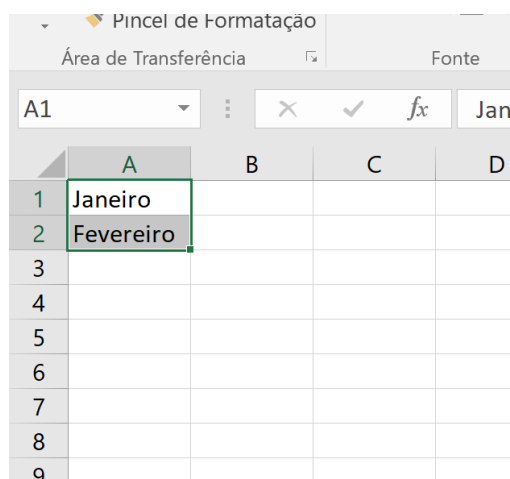 Pincel de Formatação
Área de Transferência Fonte
A1 fx Jan
A B C D
1 Janeiro
2 Fevereiro
3
4
5
6
7
8
9